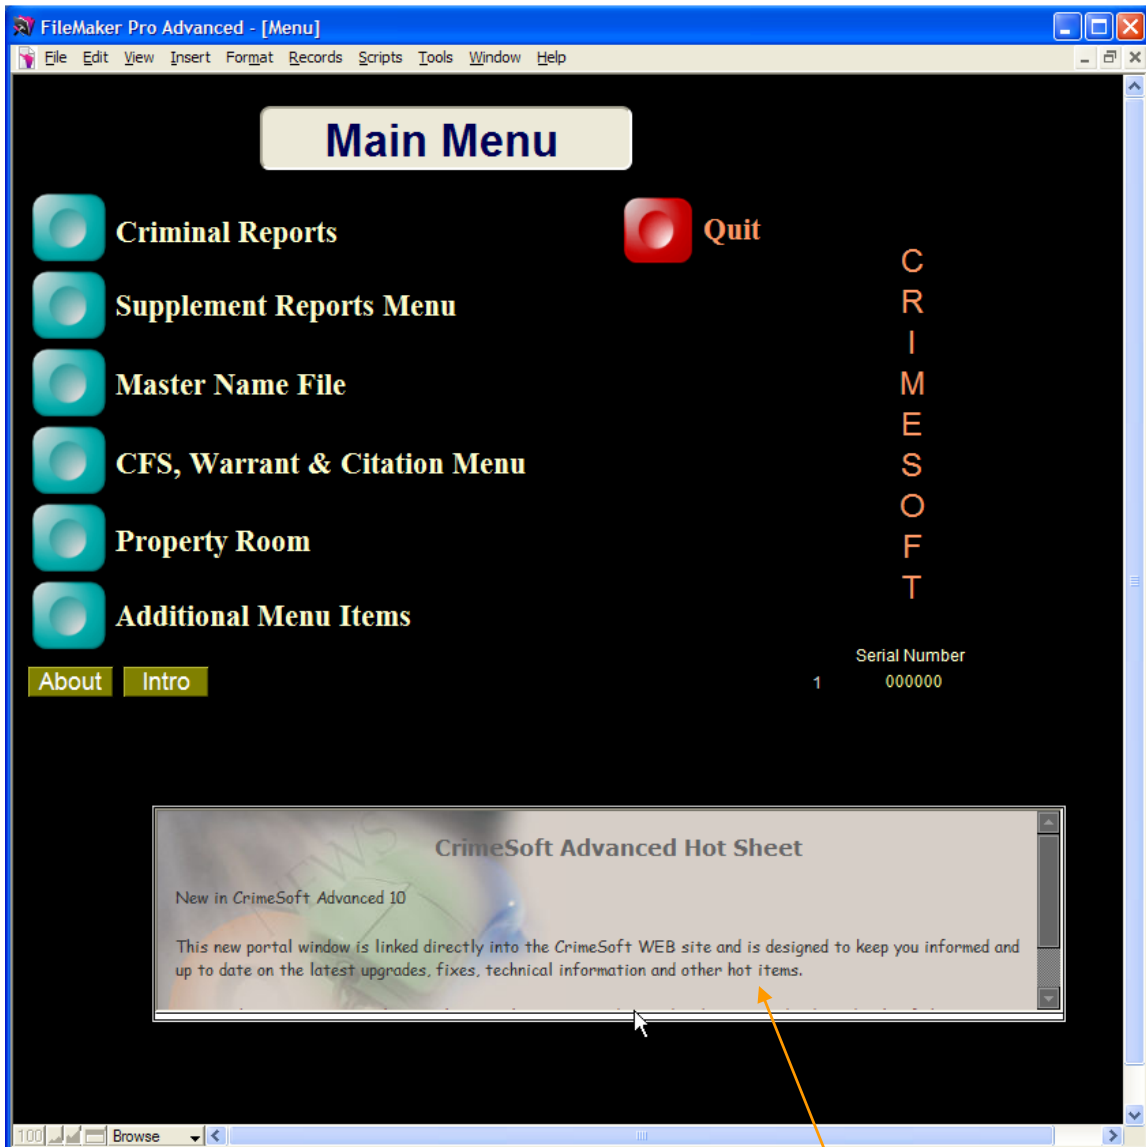 FileMaker Pro Advanced - [Menu]
File Edit View Insert Format Records Scripts Tools Window Help
Main Menu
Criminal Reports
Quit
Supplement Reports Menu
Master Name File
CFS, Warrant & Citation Menu
Property Room
Additional Menu Items
C
R
I
M
E
S
O
F
T
About Intro
Serial Number
1 000000
NEWS
CrimeSoft Advanced Hot Sheet
New in CrimeSoft Advanced 10
This new portal window is linked directly into the CrimeSoft WEB site and is designed to keep you informed and
up to date on the latest upgrades, fixes, technical information and other hot items.
100 Browse